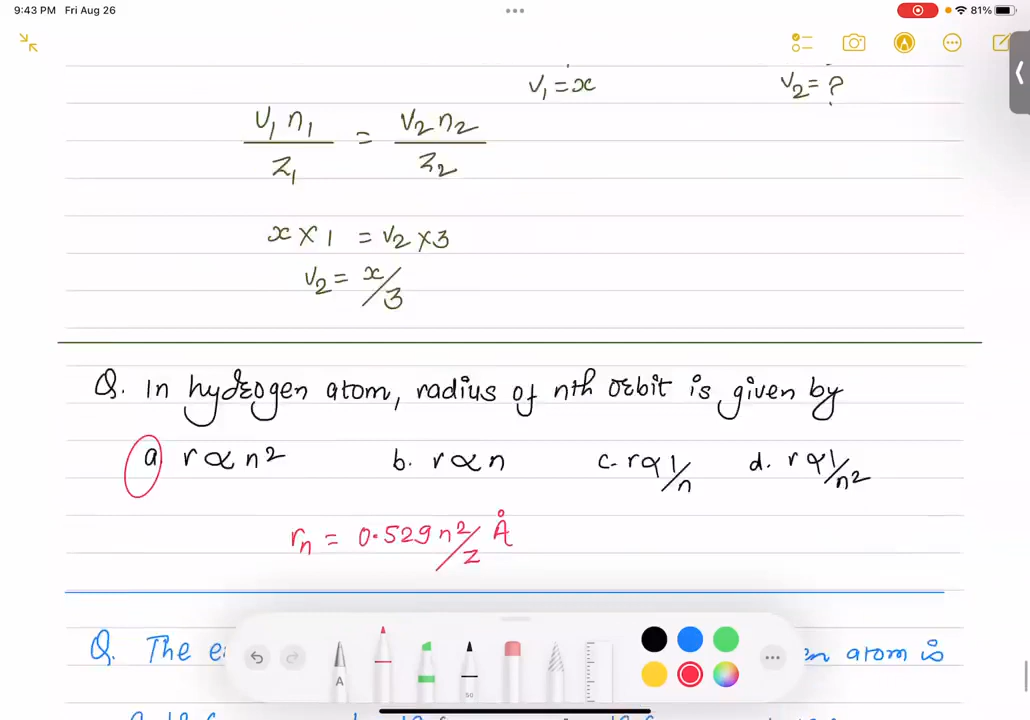 9:43 PM Fri Aug 26
81%
V₁ = x
V₂ = ?
V₁ n₁ / Z₁ = V₂ n₂ / Z₂
x × 1 = V₂ × 3
V₂ = x/3
Q. In hydrogen atom, radius of nth orbit is given by
a r ∝ n² b. r ∝ n c. r ∝ 1/n d. r ∝ 1/n²
rₙ = 0.529 n²/z Å
Q. The en atom is
A
50